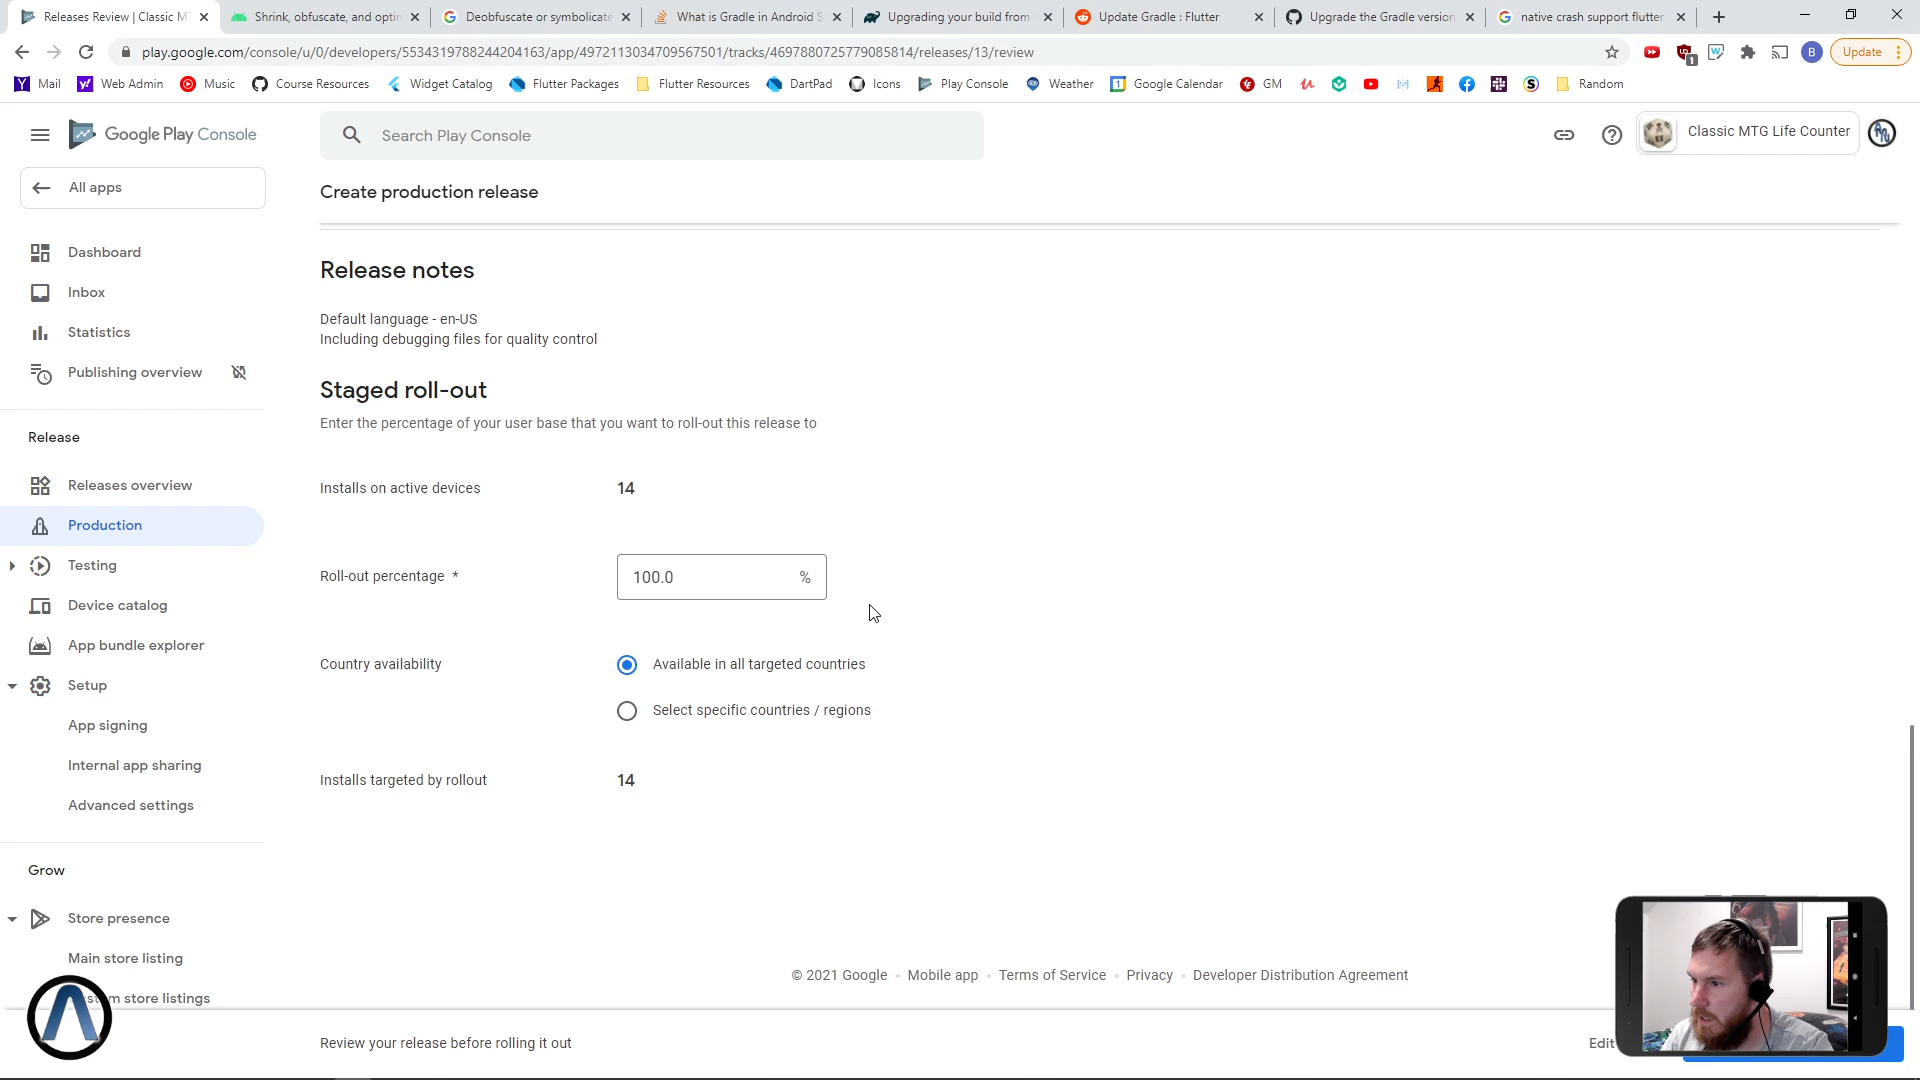 Releases Review | Classic MT
Shrink, obfuscate, and optim
Deobfuscate or symbolicate
What is Gradle in Android S
Upgrading your build from
Update Gradle : Flutter
Upgrade the Gradle version
native crash support flutter
play.google.com/console/u/0/developers/5534319788244204163/app/4972113034709567501/tracks/4697880725779085814/releases/13/review
1
B
Update
Mail
Web Admin
Music
Course Resources
Widget Catalog
Flutter Packages
Flutter Resources
DartPad
Icons
Play Console
Weather
Google Calendar
GM
Random
Google Play Console
Search Play Console
Classic MTG Life Counter
All apps
Create production release
Dashboard
Inbox
Statistics
Publishing overview
Release
Releases overview
Production
Testing
Device catalog
App bundle explorer
Setup
App signing
Internal app sharing
Advanced settings
Grow
Store presence
Main store listing
m store listings
Release notes
Default language - en-US
Including debugging files for quality control
Staged roll-out
Enter the percentage of your user base that you want to roll-out this release to
Installs on active devices 14
Roll-out percentage * 100.0 %
Country availability
Available in all targeted countries
Select specific countries / regions
Installs targeted by rollout 14
© 2021 Google · Mobile app · Terms of Service · Privacy · Developer Distribution Agreement
Review your release before rolling it out
Edit